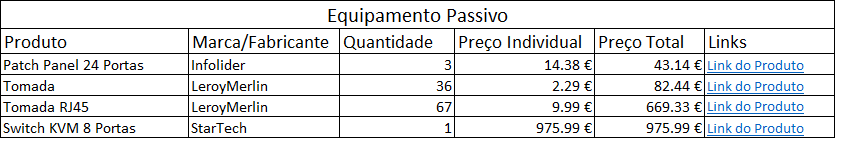 Equipamento Passivo
Produto Marca/Fabricante Quantidade Preço Individual Preço Total Links
Patch Panel 24 Portas Infolider 3 14.38 € 43.14 € Link do Produto
Tomada LeroyMerlin 36 2.29 € 82.44 € Link do Produto
Tomada RJ45 LeroyMerlin 67 9.99 € 669.33 € Link do Produto
Switch KVM 8 Portas StarTech 1 975.99 € 975.99 € Link do Produto